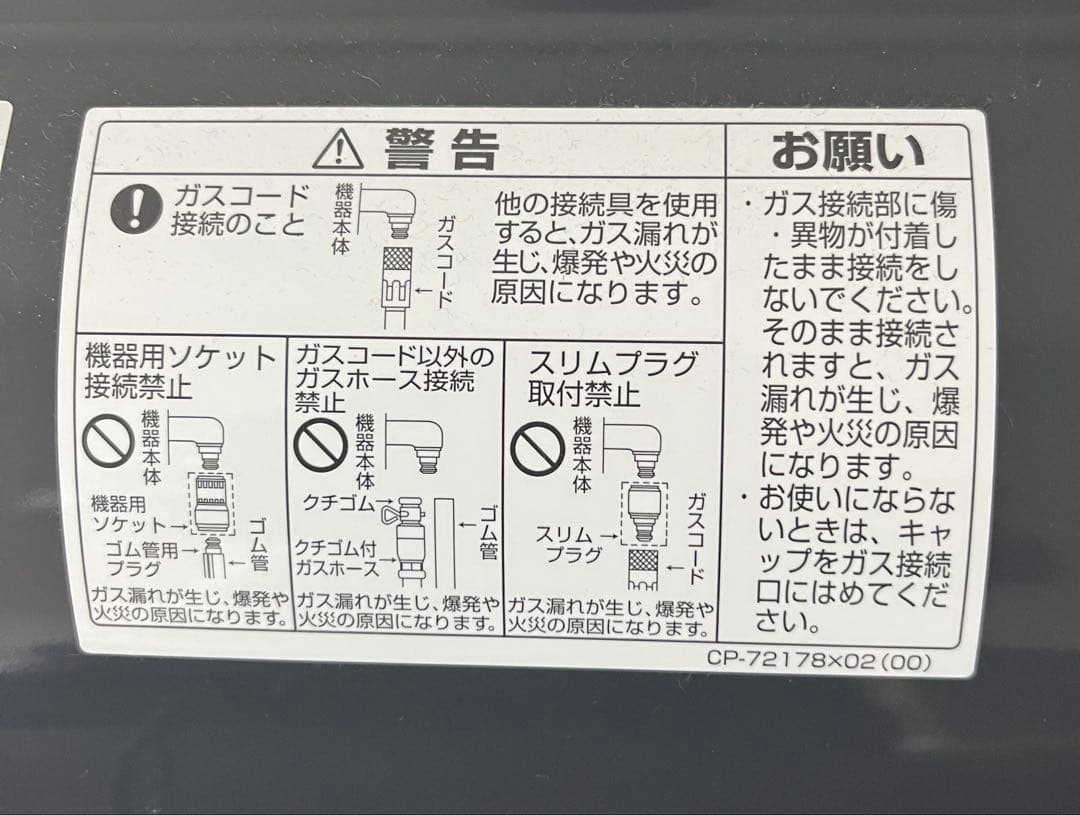 警告
ガスコード
接続のこと
機器本体
ガスコード
他の接続具を使用
すると、ガス漏れが
生じ、爆発や火災の
原因になります。
機器用ソケット
接続禁止
機器本体
機器用
ソケット
ゴム管用
プラグ
ゴム管
ガス漏れが生じ、爆発や
火災の原因になります。
ガスコード以外の
ガスホース接続
禁止
機器本体
クチゴム
クチゴム付
ガスホース
ゴム管
ガス漏れが生じ、爆発や
火災の原因になります。
スリムプラグ
取付禁止
機器本体
スリム
プラグ
ガスコード
ガス漏れが生じ、爆発や
火災の原因になります。
お願い
・ガス接続部に傷
・異物が付着し
たまま接続をし
ないでください。
そのまま接続さ
れますと、ガス
漏れが生じ、爆
発や火災の原因
になります。
・お使いにならな
いときは、キャ
ップをガス接続
口にはめてくだ
さい。
CP-72178×02(00)